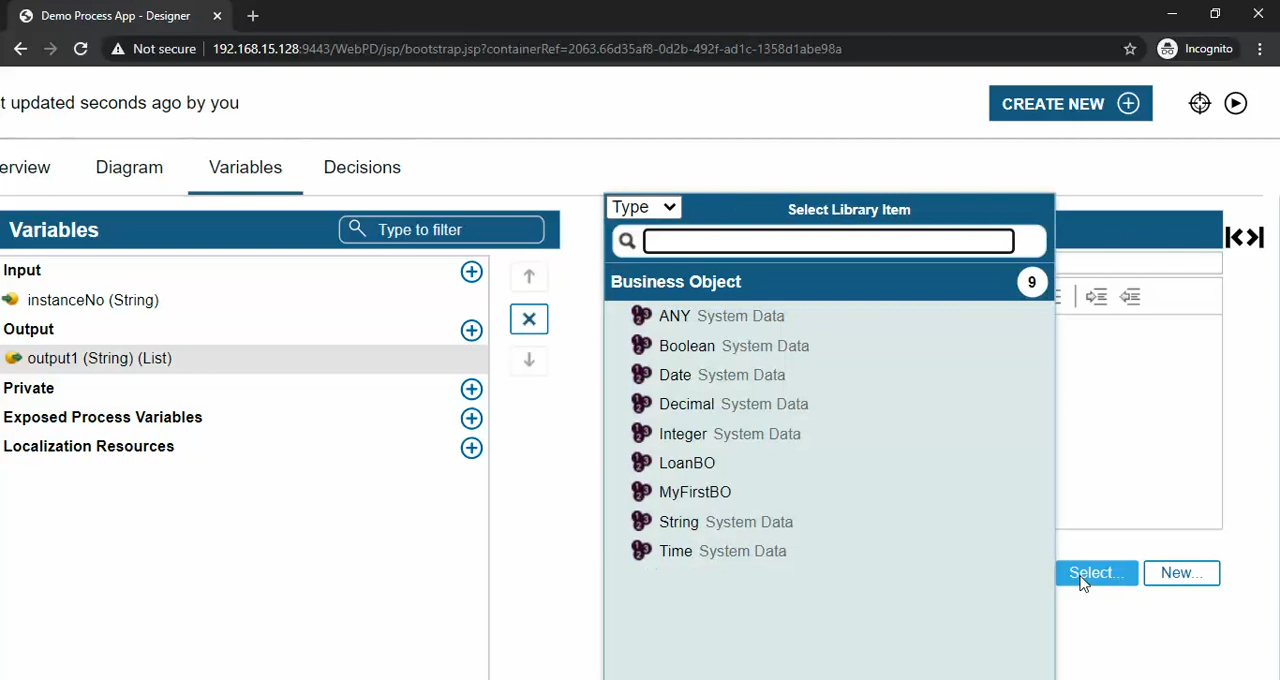 Demo Process App - Designer
Not secure
192.168.15.128:9443/WebPD/jsp/bootstrap.jsp?containerRef=2063.66d35af8-0d2b-492f-ad1c-1358d1abe98a
Incognito
t updated seconds ago by you
CREATE NEW
erview
Diagram
Variables
Decisions
Variables
Type to filter
Input
instanceNo (String)
Output
output1 (String) (List)
Private
Exposed Process Variables
Localization Resources
Type
Select Library Item
Business Object
9
ANY System Data
Boolean System Data
Date System Data
Decimal System Data
Integer System Data
LoanBO
MyFirstBO
String System Data
Time System Data
Select...
New...